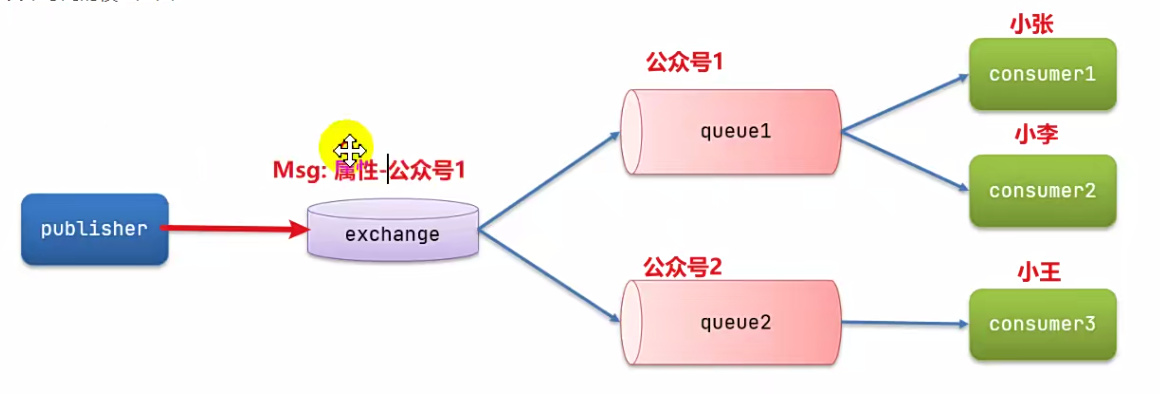 小张
公众号1
consumer1
queue1
小李
Msg: 属性-公众号1
consumer2
publisher
exchange
公众号2
小王
queue2
consumer3